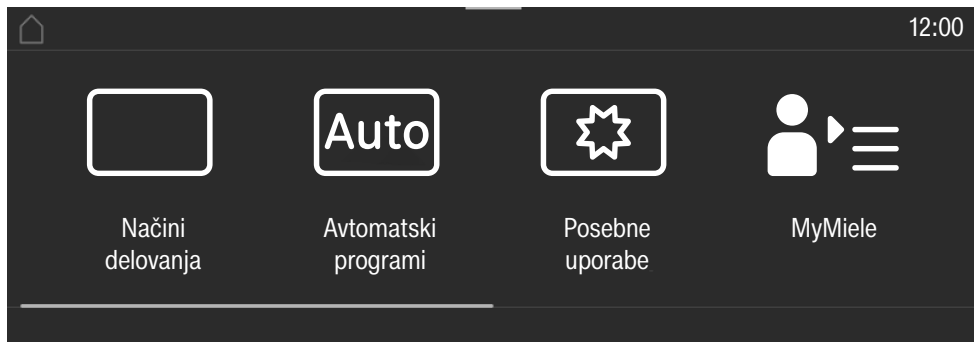 12:00
Auto
Načini
delovanja
Avtomatski
programi
Posebne
uporabe
MyMiele